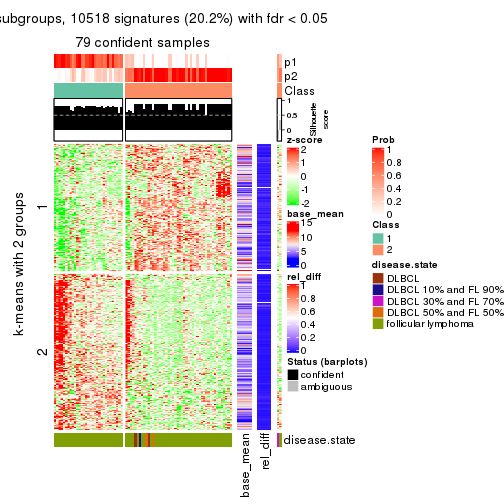 subgroups, 10518 signatures (20.2%) with fdr < 0.05
79 confident samples
p1
p2
Class
1
0.5
0
Silhouette
score
k-means with 2 groups
1
2
z-score
2
1
0
-1
-2
base_mean
15
10
5
0
rel_diff
1
0.8
0.6
0.4
0.2
0
Status (barplots)
confident
ambiguous
Prob
1
0.8
0.6
0.4
0.2
0
Class
1
2
disease.state
DLBCL
DLBCL 10% and FL 90%
DLBCL 30% and FL 70%
DLBCL 50% and FL 50%
follicular lymphoma
disease.state
base_mean
rel_diff